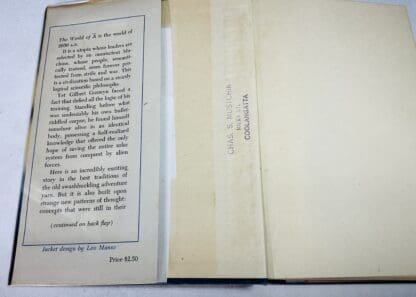 The World of Ā is the world of
2650 A.D.
It is a utopia where leaders are
selected by an omniscient Ma-
chine, whose people, semanti-
cally trained, seem forever pro-
tected from strife and war. This
is a civilization based on a strictly
logical scientific philosophy.
Yet Gilbert Gosseyn faced a
fact that defied all the logic of his
training. Standing before what
was undeniably his own bullet-
riddled corpse, he found himself
somehow alive in an identical
body, possessing a half-realized
knowledge that offered the only
hope of saving the entire solar
system from conquest by alien
forces.
Here is an incredibly exciting
story in the best traditions of
the old swashbuckling adventure
yarn. But it is also built upon
strange new patterns of thought:
concepts that were still in their
(continued on back flap)
Jacket design by Leo Manso
Price $2.50
CHAS. S. MUSTCHIN
COOLANGATTA